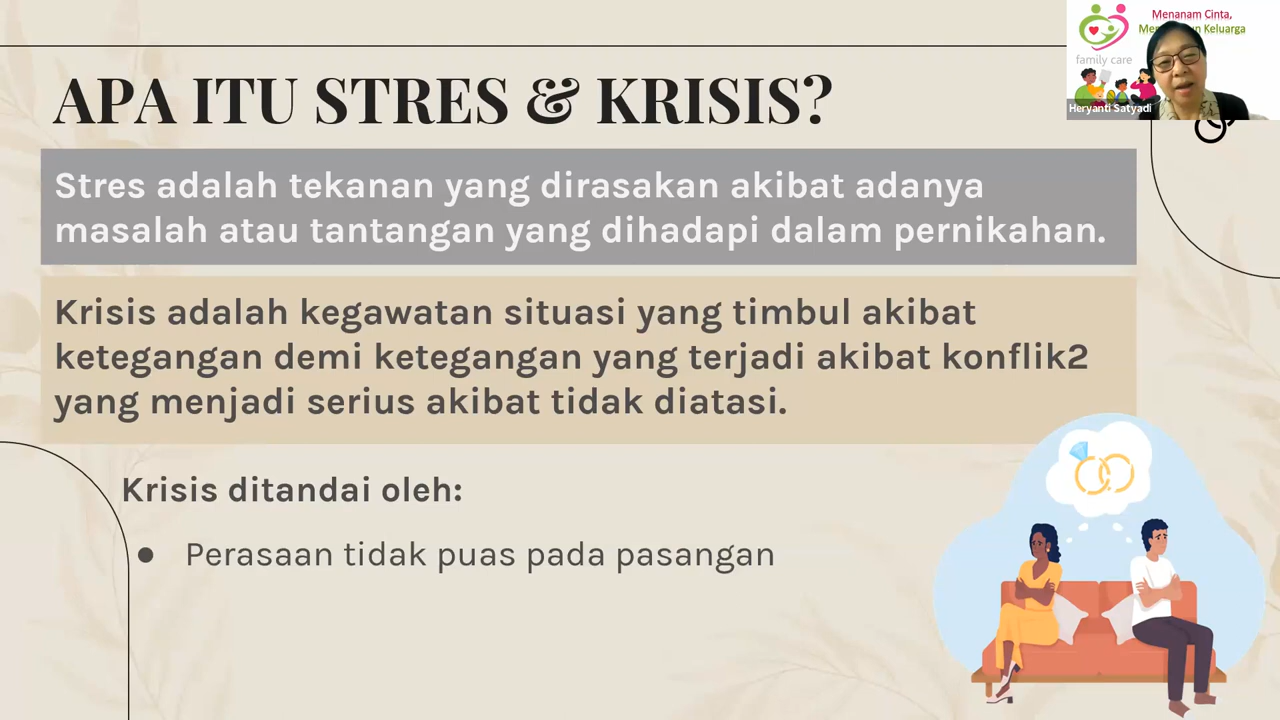 Menanam Cinta,
Keluarga
family care
Heryanti Satyadi
APA ITU STRES & KRISIS?
Stres adalah tekanan yang dirasakan akibat adanya
masalah atau tantangan yang dihadapi dalam pernikahan.
Krisis adalah kegawatan situasi yang timbul akibat
ketegangan demi ketegangan yang terjadi akibat konflik2
yang menjadi serius akibat tidak diatasi.
Krisis ditandai oleh:
● Perasaan tidak puas pada pasangan